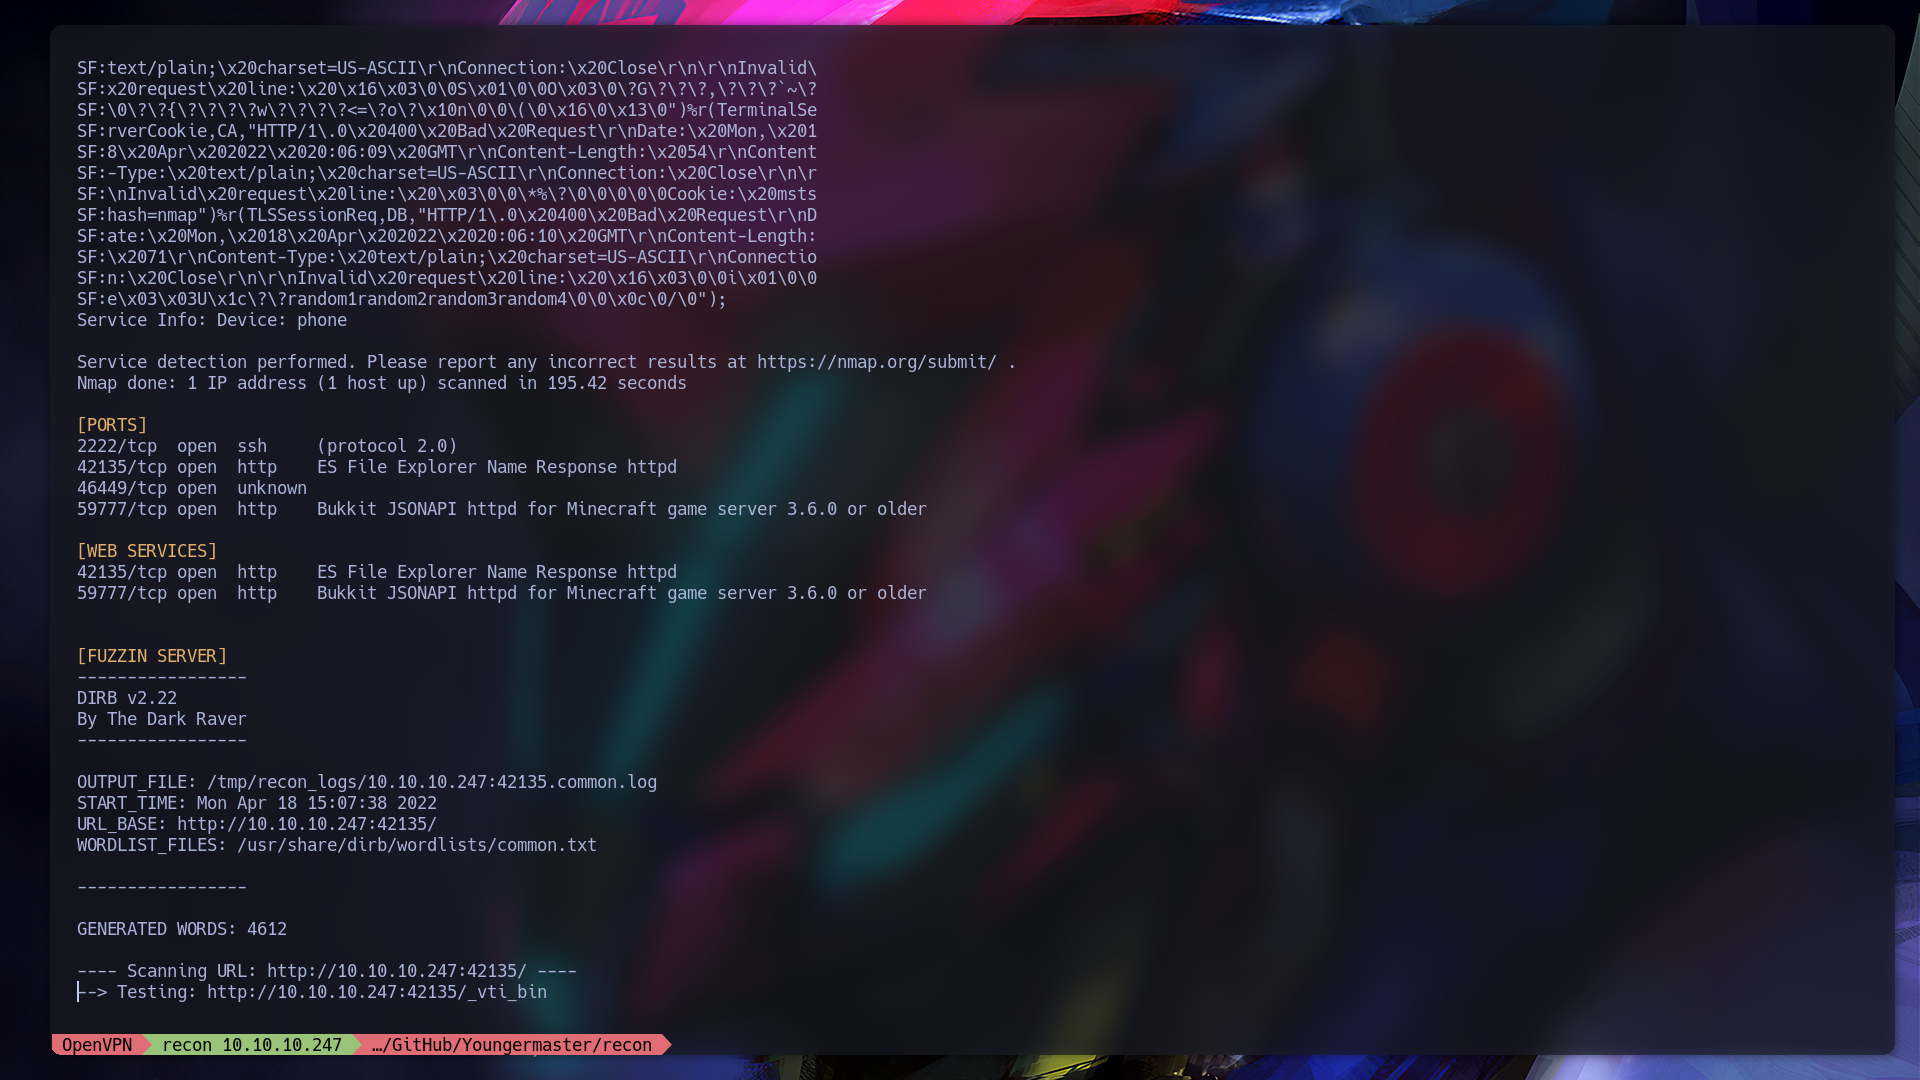 SF:text/plain;\x20charset=US-ASCII\r\nConnection:\x20Close\r\n\r\nInvalid\
SF:x20request\x20line:\x20\x16\x03\0\0S\x01\0\0O\x03\0\?G\?\?\?,\?\?\?`~\?
SF:\0\?\?{\?\?\?\?w\?\?\?\?<=\?o\?\x10n\0\0\(\0\x16\0\x13\0")%r(TerminalSe
SF:rverCookie,CA,"HTTP/1\.0\x20400\x20Bad\x20Request\r\nDate:\x20Mon,\x201
SF:8\x20Apr\x202022\x2020:06:09\x20GMT\r\nContent-Length:\x2054\r\nContent
SF:-Type:\x20text/plain;\x20charset=US-ASCII\r\nConnection:\x20Close\r\n\r
SF:\nInvalid\x20request\x20line:\x20\x03\0\0\*%\?\0\0\0\0\0Cookie:\x20msts
SF:hash=nmap")%r(TLSSessionReq,DB,"HTTP/1\.0\x20400\x20Bad\x20Request\r\nD
SF:ate:\x20Mon,\x2018\x20Apr\x202022\x2020:06:10\x20GMT\r\nContent-Length:
SF:\x2071\r\nContent-Type:\x20text/plain;\x20charset=US-ASCII\r\nConnectio
SF:n:\x20Close\r\n\r\nInvalid\x20request\x20line:\x20\x16\x03\0\0i\x01\0\0
SF:e\x03\x03U\x1c\?\?random1random2random3random4\0\0\x0c\0/\0");
Service Info: Device: phone
Service detection performed. Please report any incorrect results at https://nmap.org/submit/ .
Nmap done: 1 IP address (1 host up) scanned in 195.42 seconds
[PORTS]
2222/tcp  open  ssh     (protocol 2.0)
42135/tcp open  http    ES File Explorer Name Response httpd
46449/tcp open  unknown
59777/tcp open  http    Bukkit JSONAPI httpd for Minecraft game server 3.6.0 or older
[WEB SERVICES]
42135/tcp open  http    ES File Explorer Name Response httpd
59777/tcp open  http    Bukkit JSONAPI httpd for Minecraft game server 3.6.0 or older
[FUZZIN SERVER]
-----------------
DIRB v2.22
By The Dark Raver
-----------------
OUTPUT_FILE: /tmp/recon_logs/10.10.10.247:42135.common.log
START_TIME: Mon Apr 18 15:07:38 2022
URL_BASE: http://10.10.10.247:42135/
WORDLIST_FILES: /usr/share/dirb/wordlists/common.txt
-----------------
GENERATED WORDS: 4612
---- Scanning URL: http://10.10.10.247:42135/ ----
--> Testing: http://10.10.10.247:42135/_vti_bin
OpenVPN  recon 10.10.10.247  …/GitHub/Youngermaster/recon